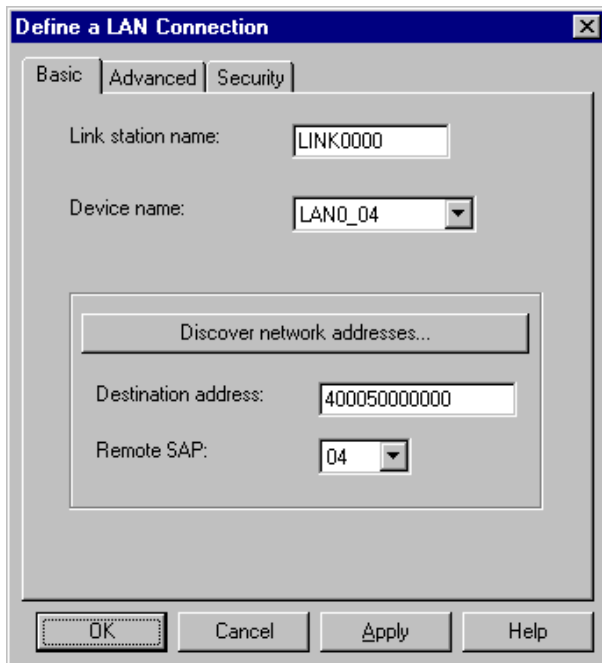 Define a LAN Connection
Basic Advanced Security
Link station name: LINK0000
Device name: LAN0_04
Discover network addresses...
Destination address: 400050000000
Remote SAP: 04
OK Cancel Apply Help